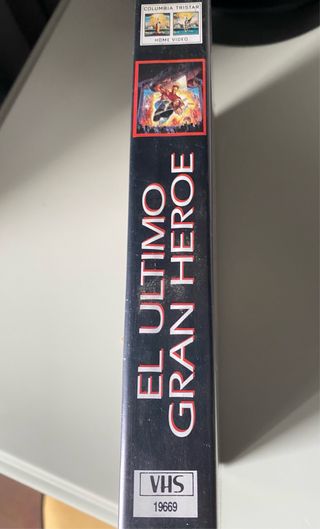 COLUMBIA TRISTAR
HOME VIDEO
EL ULTIMO
GRAN HEROE
VHS
19669